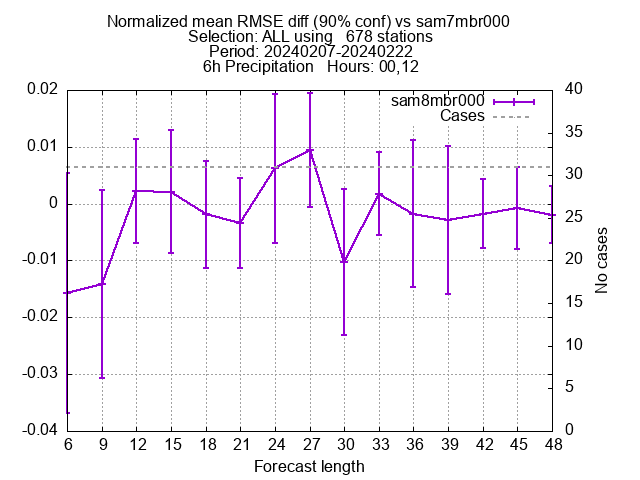 Normalized mean RMSE diff (90% conf) vs sam7mbr000
Selection: ALL using   678 stations
Period: 20240207-20240222
6h Precipitation   Hours: 00,12
sam8mbr000
Cases
0.02
0.01
0
-0.01
-0.02
-0.03
-0.04
40
35
30
25
20
15
10
5
0
No cases
6 9 12 15 18 21 24 27 30 33 36 39 42 45 48
Forecast length